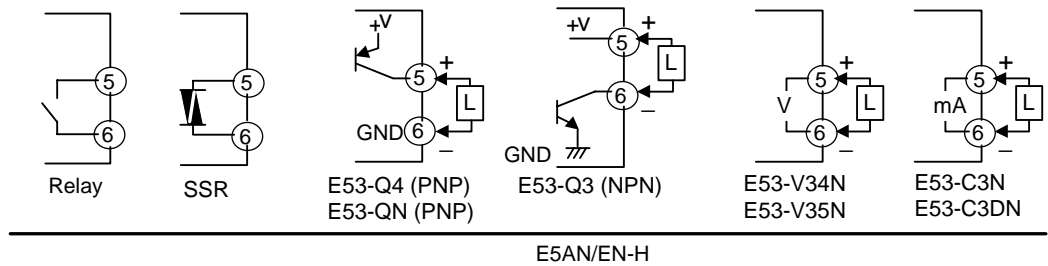 5
6
Relay
5
6
SSR
+V
5
+
L
GND
6
–
E53-Q4 (PNP)
E53-QN (PNP)
+V
5
+
L
6
–
GND
E53-Q3 (NPN)
5
+
V
L
6
–
E53-V34N
E53-V35N
5
+
mA
L
6
–
E53-C3N
E53-C3DN
E5AN/EN-H